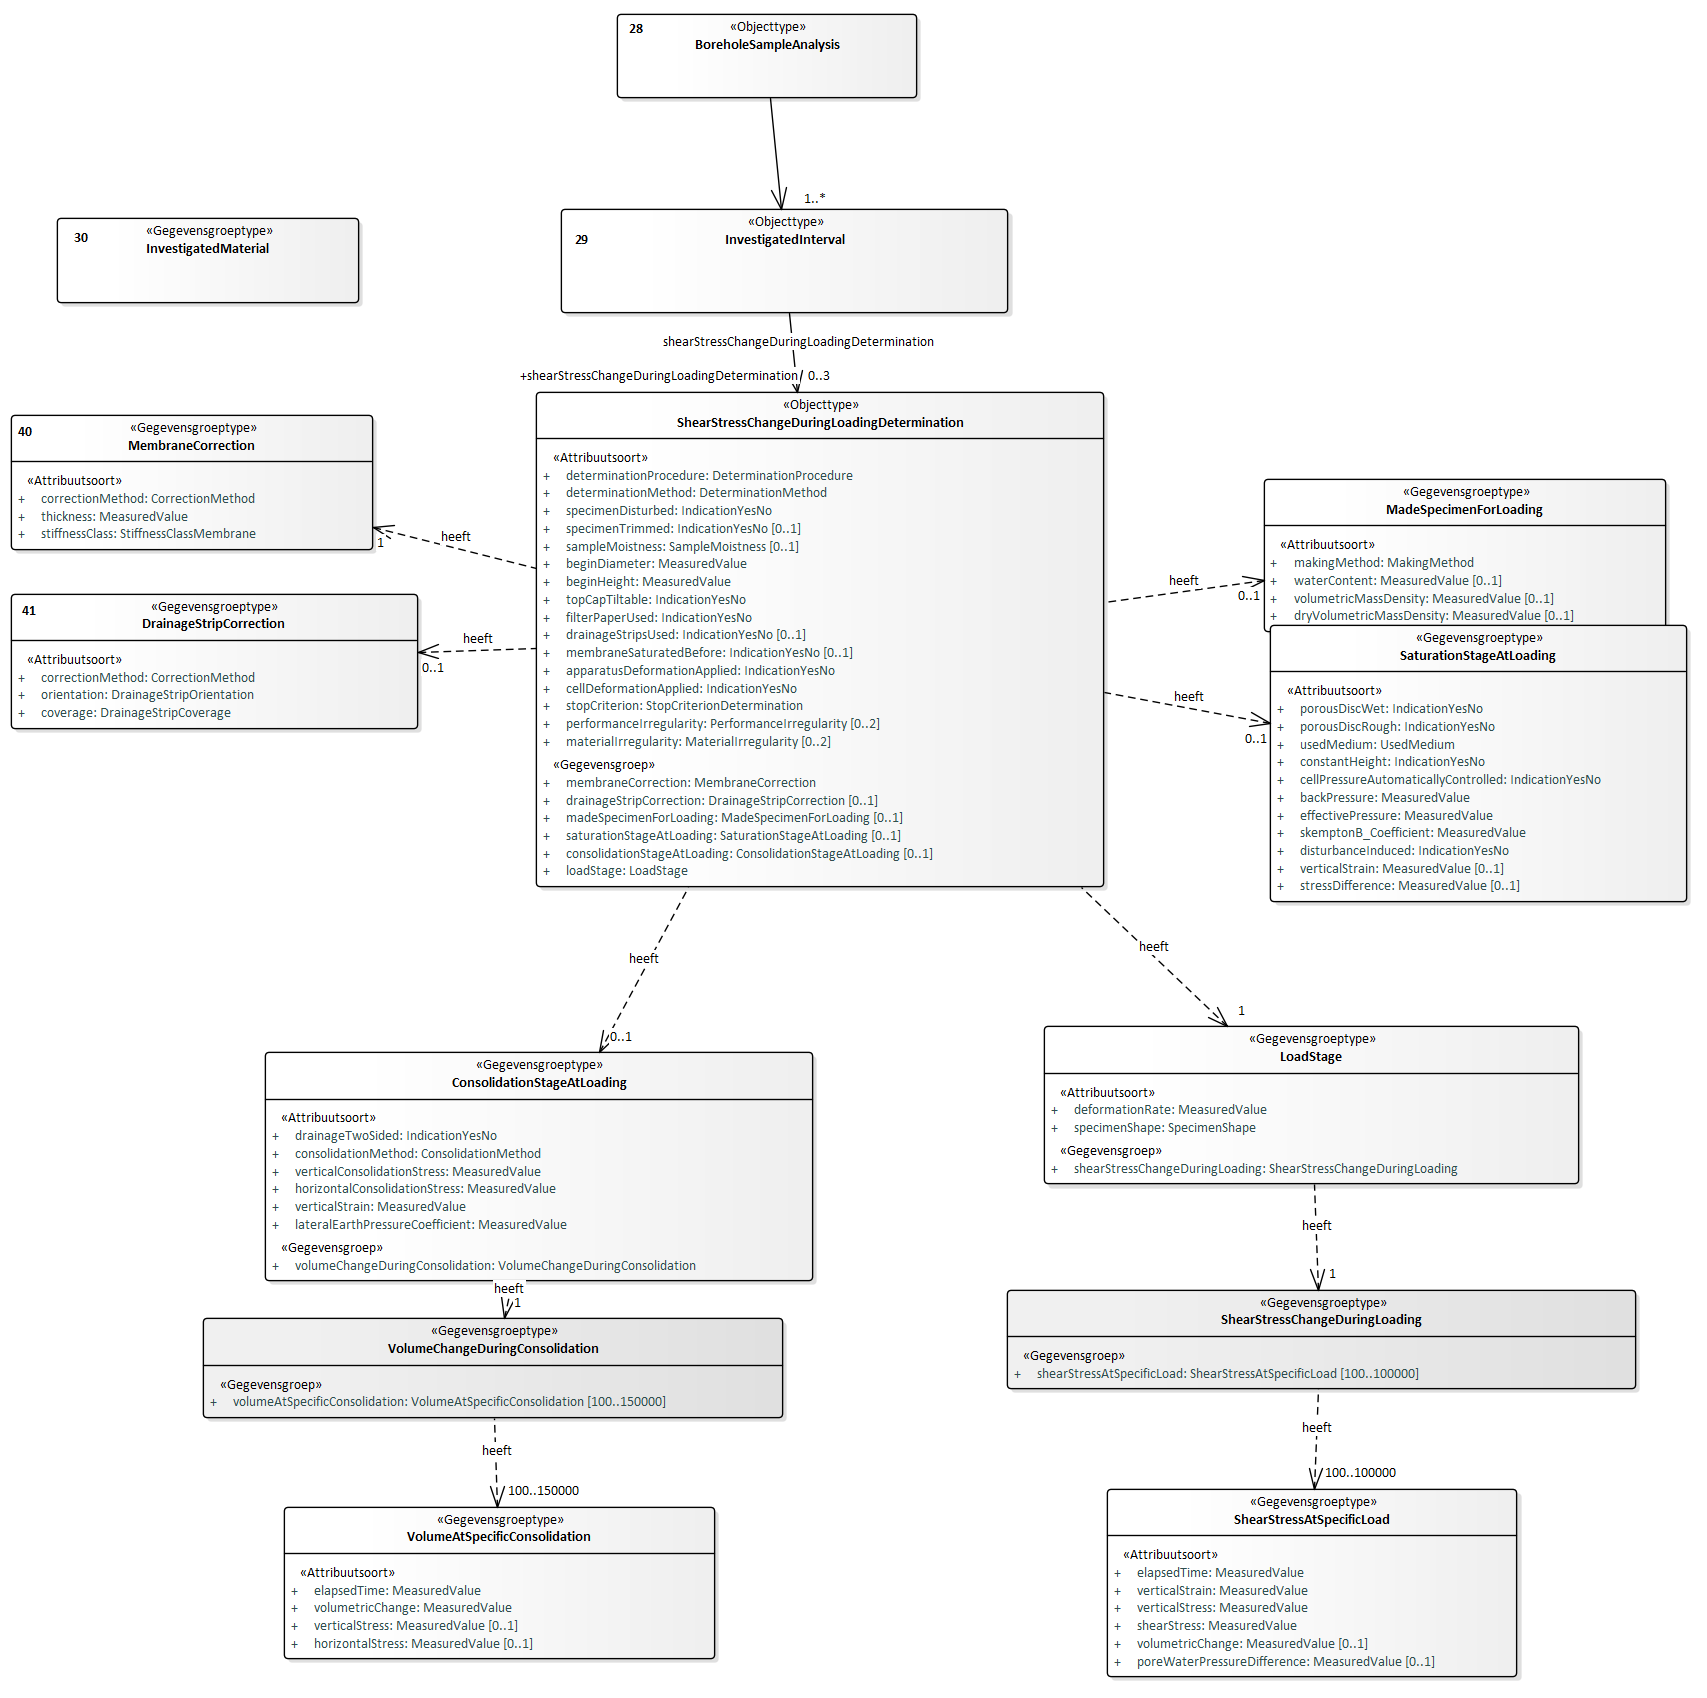 28
«Objecttype»
BoreholeSampleAnalysis
1..*
30
«Gegevensgroeptype»
InvestigatedMaterial
29
«Objecttype»
InvestigatedInterval
shearStressChangeDuringLoadingDetermination
+shearStressChangeDuringLoadingDetermination
0..3
«Objecttype»
ShearStressChangeDuringLoadingDetermination
«Attribuutsoort»
+ determinationProcedure: DeterminationProcedure
+ determinationMethod: DeterminationMethod
+ specimenDisturbed: IndicationYesNo
+ specimenTrimmed: IndicationYesNo [0..1]
+ sampleMoistness: SampleMoistness [0..1]
+ beginDiameter: MeasuredValue
+ beginHeight: MeasuredValue
+ topCapTiltable: IndicationYesNo
+ filterPaperUsed: IndicationYesNo
+ drainageStripsUsed: IndicationYesNo [0..1]
+ membraneSaturatedBefore: IndicationYesNo [0..1]
+ apparatusDeformationApplied: IndicationYesNo
+ cellDeformationApplied: IndicationYesNo
+ stopCriterion: StopCriterionDetermination
+ performanceIrregularity: PerformanceIrregularity [0..2]
+ materialIrregularity: MaterialIrregularity [0..2]
«Gegevensgroep»
+ membraneCorrection: MembraneCorrection
+ drainageStripCorrection: DrainageStripCorrection [0..1]
+ madeSpecimenForLoading: MadeSpecimenForLoading [0..1]
+ saturationStageAtLoading: SaturationStageAtLoading [0..1]
+ consolidationStageAtLoading: ConsolidationStageAtLoading [0..1]
+ loadStage: LoadStage
40
«Gegevensgroeptype»
MembraneCorrection
«Attribuutsoort»
+ correctionMethod: CorrectionMethod
+ thickness: MeasuredValue
+ stiffnessClass: StiffnessClassMembrane
heeft
1
41
«Gegevensgroeptype»
DrainageStripCorrection
«Attribuutsoort»
+ correctionMethod: CorrectionMethod
+ orientation: DrainageStripOrientation
+ coverage: DrainageStripCoverage
heeft
0..1
«Gegevensgroeptype»
MadeSpecimenForLoading
«Attribuutsoort»
+ makingMethod: MakingMethod
+ waterContent: MeasuredValue [0..1]
+ volumetricMassDensity: MeasuredValue [0..1]
+ dryVolumetricMassDensity: MeasuredValue [0..1]
heeft
0..1
«Gegevensgroeptype»
SaturationStageAtLoading
«Attribuutsoort»
+ porousDiscWet: IndicationYesNo
+ porousDiscRough: IndicationYesNo
+ usedMedium: UsedMedium
+ constantHeight: IndicationYesNo
+ cellPressureAutomaticallyControlled: IndicationYesNo
+ backPressure: MeasuredValue
+ effectivePressure: MeasuredValue
+ skemptonB_Coefficient: MeasuredValue
+ disturbanceInduced: IndicationYesNo
+ verticalStrain: MeasuredValue [0..1]
+ stressDifference: MeasuredValue [0..1]
heeft
0..1
heeft
0..1
«Gegevensgroeptype»
ConsolidationStageAtLoading
«Attribuutsoort»
+ drainageTwoSided: IndicationYesNo
+ consolidationMethod: ConsolidationMethod
+ verticalConsolidationStress: MeasuredValue
+ horizontalConsolidationStress: MeasuredValue
+ verticalStrain: MeasuredValue
+ lateralEarthPressureCoefficient: MeasuredValue
«Gegevensgroep»
+ volumeChangeDuringConsolidation: VolumeChangeDuringConsolidation
heeft
1
«Gegevensgroeptype»
VolumeChangeDuringConsolidation
«Gegevensgroep»
+ volumeAtSpecificConsolidation: VolumeAtSpecificConsolidation [100..150000]
heeft
100..150000
«Gegevensgroeptype»
VolumeAtSpecificConsolidation
«Attribuutsoort»
+ elapsedTime: MeasuredValue
+ volumetricChange: MeasuredValue
+ verticalStress: MeasuredValue [0..1]
+ horizontalStress: MeasuredValue [0..1]
heeft
1
«Gegevensgroeptype»
LoadStage
«Attribuutsoort»
+ deformationRate: MeasuredValue
+ specimenShape: SpecimenShape
«Gegevensgroep»
+ shearStressChangeDuringLoading: ShearStressChangeDuringLoading
heeft
1
«Gegevensgroeptype»
ShearStressChangeDuringLoading
«Gegevensgroep»
+ shearStressAtSpecificLoad: ShearStressAtSpecificLoad [100..100000]
heeft
100..100000
«Gegevensgroeptype»
ShearStressAtSpecificLoad
«Attribuutsoort»
+ elapsedTime: MeasuredValue
+ verticalStrain: MeasuredValue
+ verticalStress: MeasuredValue
+ shearStress: MeasuredValue
+ volumetricChange: MeasuredValue [0..1]
+ poreWaterPressureDifference: MeasuredValue [0..1]